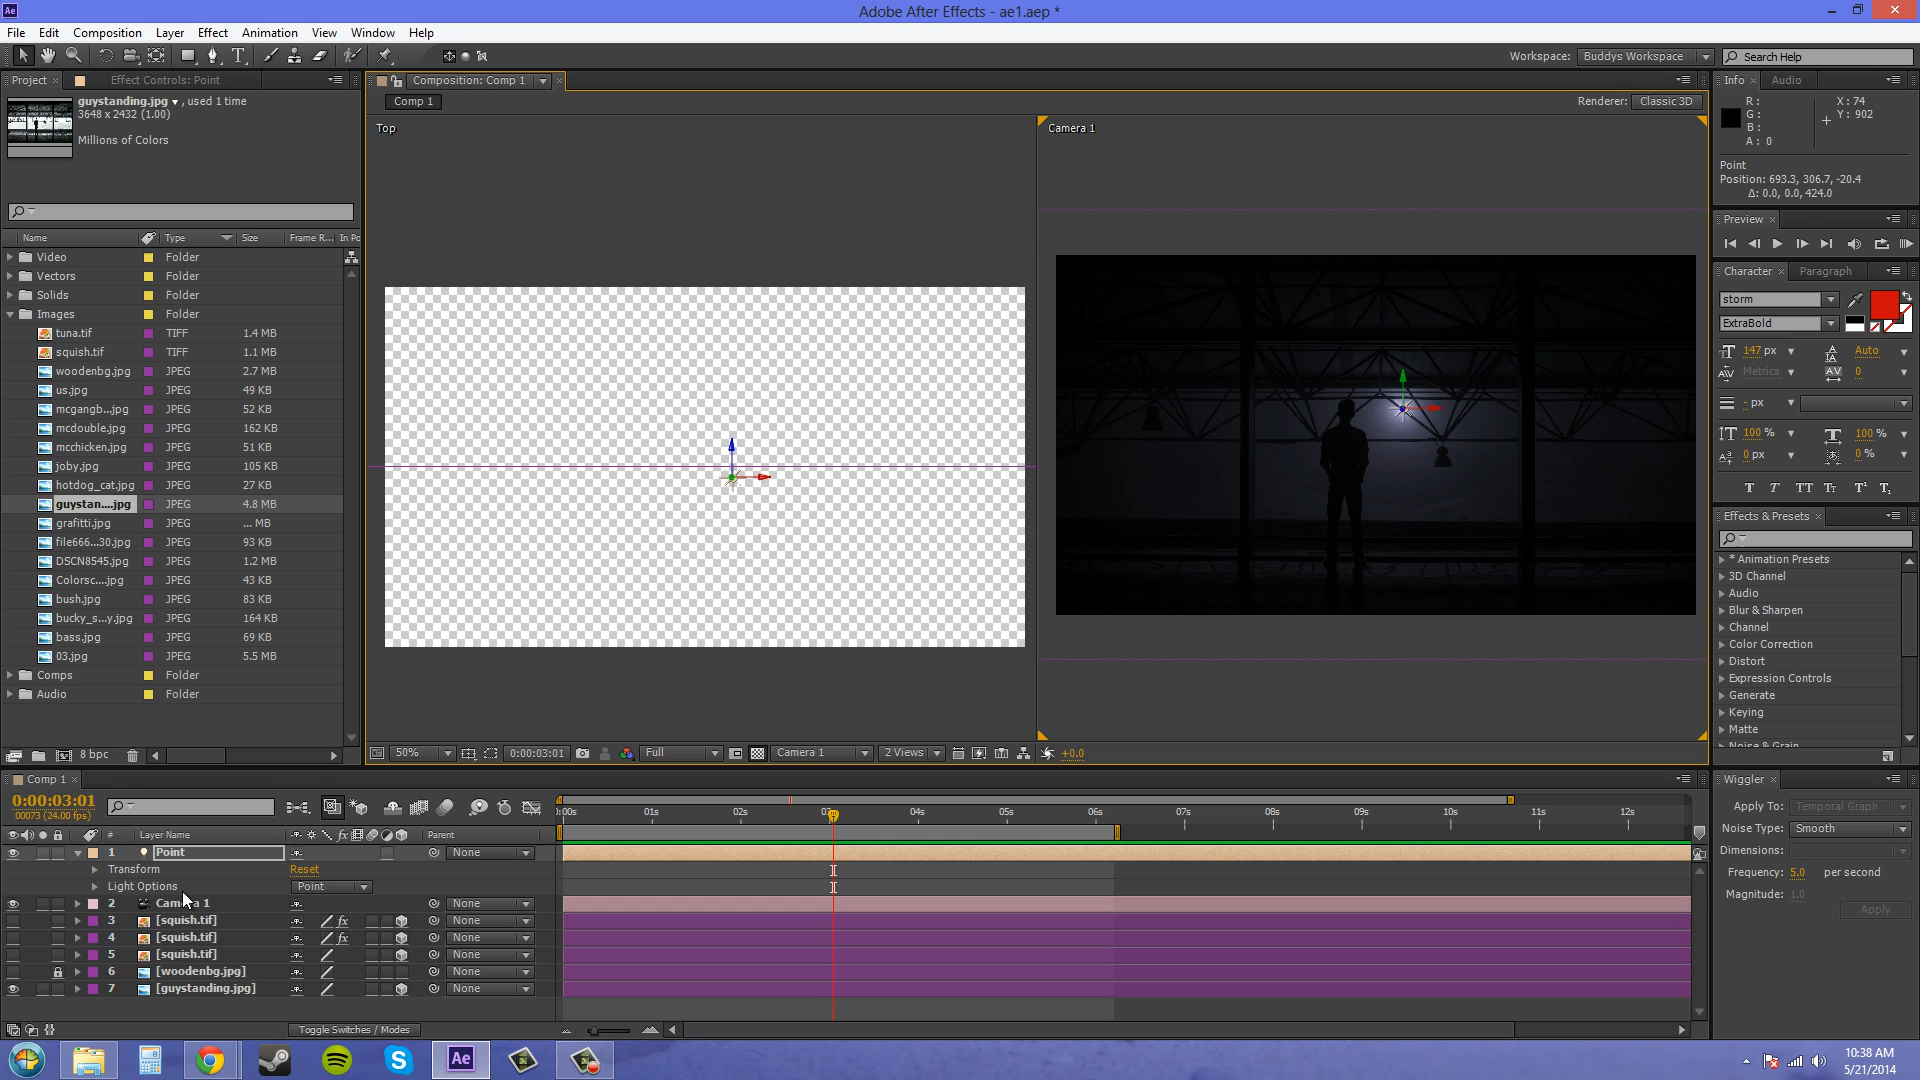 Ae
Adobe After Effects - ae1.aep *
File Edit Composition Layer Effect Animation View Window Help
Workspace: Buddys Workspace Search Help
Project Effect Controls: Point
guystanding.jpg , used 1 time
3648 x 2432 (1.00)
Millions of Colors
Name Type Size Frame R... In Po
Video Folder
Vectors Folder
Solids Folder
Images Folder
tuna.tif TIFF 1.4 MB
squish.tif TIFF 1.1 MB
woodenbg.jpg JPEG 2.7 MB
us.jpg JPEG 49 KB
mcgangb...jpg JPEG 52 KB
mcdouble.jpg JPEG 162 KB
mcchicken.jpg JPEG 51 KB
joby.jpg JPEG 105 KB
hotdog_cat.jpg JPEG 27 KB
guystan....jpg JPEG 4.8 MB
grafitti.jpg JPEG ... MB
file666...30.jpg JPEG 93 KB
DSCN8545.jpg JPEG 1.2 MB
Colorsc....jpg JPEG 43 KB
bush.jpg JPEG 83 KB
bucky_s...y.jpg JPEG 164 KB
bass.jpg JPEG 69 KB
03.jpg JPEG 5.5 MB
Comps Folder
Audio Folder
8 bpc
Composition: Comp 1
Comp 1
Renderer: Classic 3D
Top
Camera 1
50% 0:00:03:01 Full Camera 1 2 Views +0.0
Info Audio
R: X: 74
G: Y: 902
B:
A: 0
Point
Position: 693.3, 306.7, -20.4
Δ: 0.0, 0.0, 424.0
Preview
Character Paragraph
storm
ExtraBold
147 px Auto
Metrics 0
- px
100 % 100 %
0 px 0 %
T T TT Tт T¹ T₁
Effects & Presets
* Animation Presets
3D Channel
Audio
Blur & Sharpen
Channel
Color Correction
Distort
Expression Controls
Generate
Keying
Matte
Noise & Grain
Comp 1
0:00:03:01
00073 (24.00 fps)
:00s 01s 02s 04s 05s 06s 07s 08s 09s 10s 11s 12s
# Layer Name fx Parent
1 Point None
Transform Reset
Light Options Point
2 Camera 1 None
3 [squish.tif] fx None
4 [squish.tif] fx None
5 [squish.tif] None
6 [woodenbg.jpg] None
7 [guystanding.jpg] None
Toggle Switches / Modes
Wiggler
Apply To: Temporal Graph
Noise Type: Smooth
Dimensions:
Frequency: 5.0 per second
Magnitude: 1.0
Apply
Ae
10:38 AM
5/21/2014